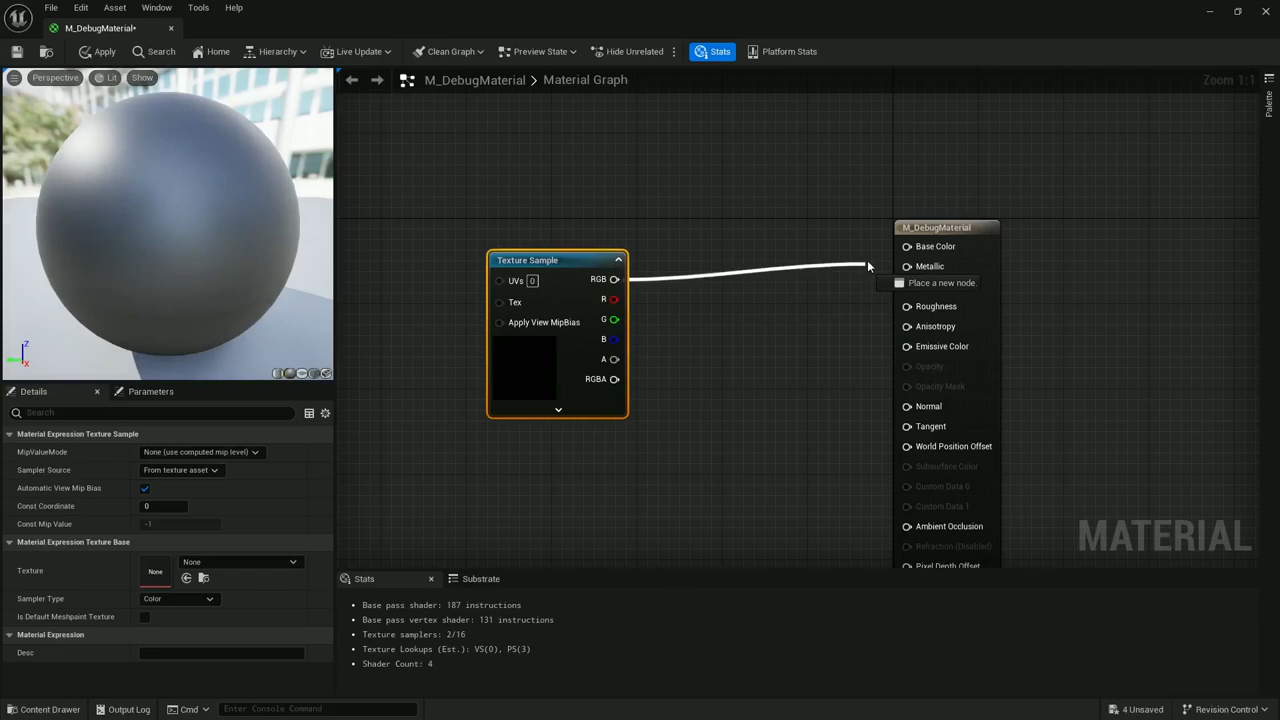 File Edit Asset Window Tools Help
M_DebugMaterial*
Apply Search Home Hierarchy Live Update Clean Graph Preview State Hide Unrelated Stats Platform Stats
Perspective Lit Show
M_DebugMaterial > Material Graph
Zoom 1:1
Palette
M_DebugMaterial
Base Color
Metallic
Place a new node.
Roughness
Anisotropy
Emissive Color
Opacity
Opacity Mask
Normal
Tangent
World Position Offset
Subsurface Color
Custom Data 0
Custom Data 1
Ambient Occlusion
Refraction (Disabled)
Pixel Depth Offset
Texture Sample
UVs 0 RGB
R
Tex
G
Apply View MipBias
B
A
RGBA
MATERIAL
Z
X
Details Parameters
Search
Material Expression Texture Sample
MipValueMode None (use computed mip level)
Sampler Source From texture asset
Automatic View Mip Bias
Const Coordinate 0
Const Mip Value -1
Material Expression Texture Base
Texture None None
Sampler Type Color
Is Default Meshpaint Texture
Material Expression
Desc
Stats Substrate
Base pass shader: 187 instructions
Base pass vertex shader: 131 instructions
Texture samplers: 2/16
Texture Lookups (Est.): VS(0), PS(3)
Shader Count: 4
Content Drawer Output Log Cmd Enter Console Command 4 Unsaved Revision Control